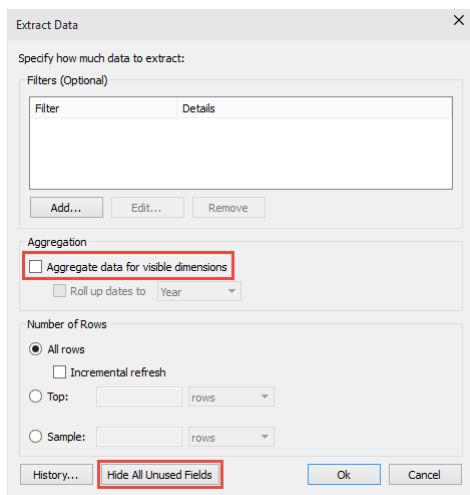 Extract Data
Specify how much data to extract:
Filters (Optional)
Filter Details
Add... Edit... Remove
Aggregation
Aggregate data for visible dimensions
Roll up dates to Year
Number of Rows
All rows
Incremental refresh
Top: rows
Sample: rows
History... Hide All Unused Fields Ok Cancel